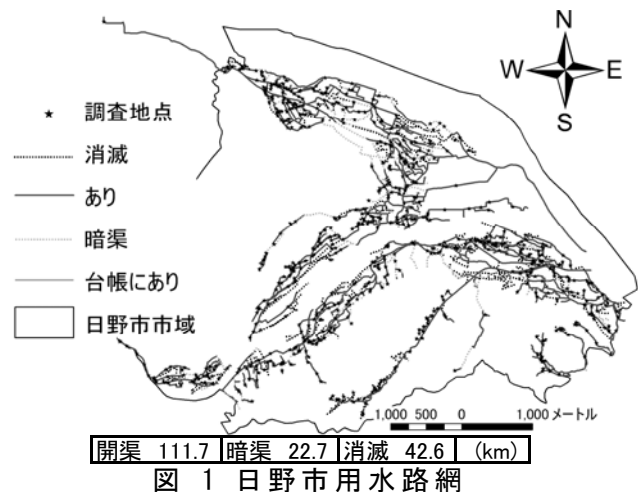 N
W E
S
調査地点
消滅
あり
暗渠
台帳にあり
日野市市域
1,000 500 0 1,000 メートル
開渠 111.7 暗渠 22.7 消滅 42.6 (km)
図 1 日野市用水路網